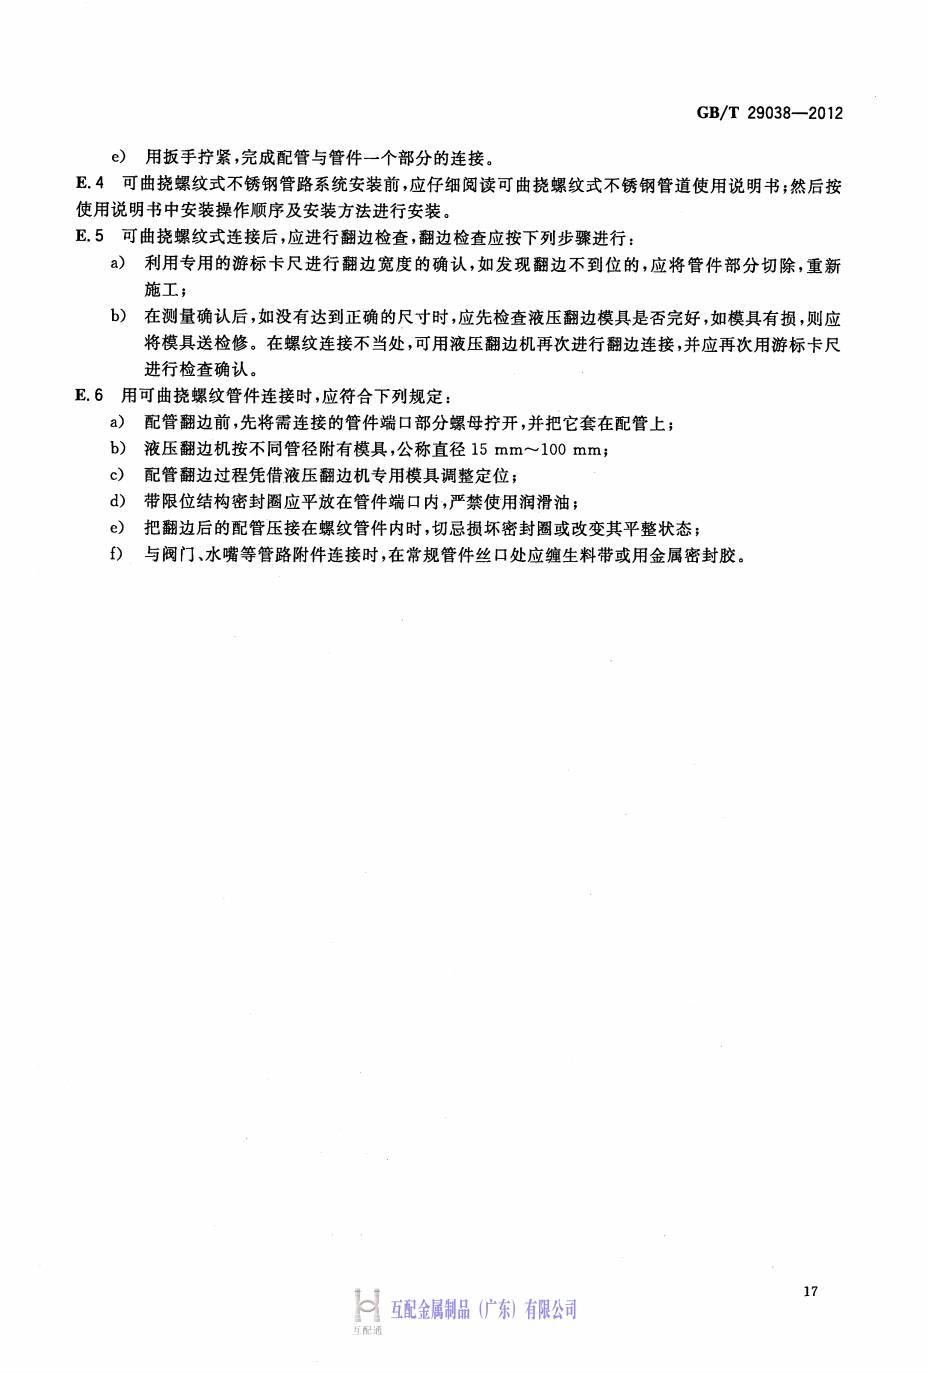 GB/T 29038—2012
e) 用扳手拧紧,完成配管与管件一个部分的连接。
E.4 可曲挠螺纹式不锈钢管路系统安装前,应仔细阅读可曲挠螺纹式不锈钢管道使用说明书;然后按
使用说明书中安装操作顺序及安装方法进行安装。
E.5 可曲挠螺纹式连接后,应进行翻边检查,翻边检查应按下列步骤进行:
a) 利用专用的游标卡尺进行翻边宽度的确认,如发现翻边不到位的,应将管件部分切除,重新
施工;
b) 在测量确认后,如没有达到正确的尺寸时,应先检查液压翻边模具是否完好,如模具有损,则应
将模具送检修。在螺纹连接不当处,可用液压翻边机再次进行翻边连接,并应再次用游标卡尺
进行检查确认。
E.6 用可曲挠螺纹管件连接时,应符合下列规定:
a) 配管翻边前,先将需连接的管件端口部分螺母拧开,并把它套在配管上;
b) 液压翻边机按不同管径附有模具,公称直径 15 mm~100 mm;
c) 配管翻边过程凭借液压翻边机专用模具调整定位;
d) 带限位结构密封圈应平放在管件端口内,严禁使用润滑油;
e) 把翻边后的配管压接在螺纹管件内时,切忌损坏密封圈或改变其平整状态;
f) 与阀门、水嘴等管路附件连接时,在常规管件丝口处应缠生料带或用金属密封胶。
17
互配金属制品（广东）有限公司
互配通